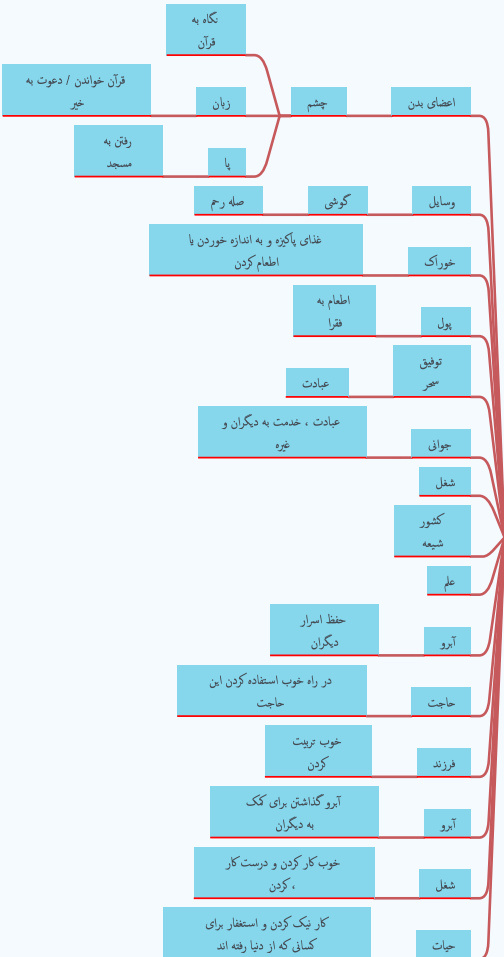 نگاه به
قرآن
قرآن خواندن / دعوت به
خیر
زبان
چشم
اعضای بدن
رفتن به
مسجد
پا
وسایل
گوشی
صله رحم
خوراک
غذای پاکیزه و به اندازه خوردن یا
اطعام کردن
پول
اطعام به
فقرا
توفیق
سحر
عبادت
جوانی
عبادت ، خدمت به دیگران و
غیره
شغل
کشور
شیعه
علم
آبرو
حفظ اسرار
دیگران
حاجت
در راه خوب استفاده کردن این
حاجت
فرزند
خوب تربیت
کردن
آبرو
آبرو گذاشتن برای کمک
به دیگران
شغل
خوب کار کردن و درست کار
کردن ،
حیات
کار نیک کردن و استغفار برای
کسانی که از دنیا رفته اند